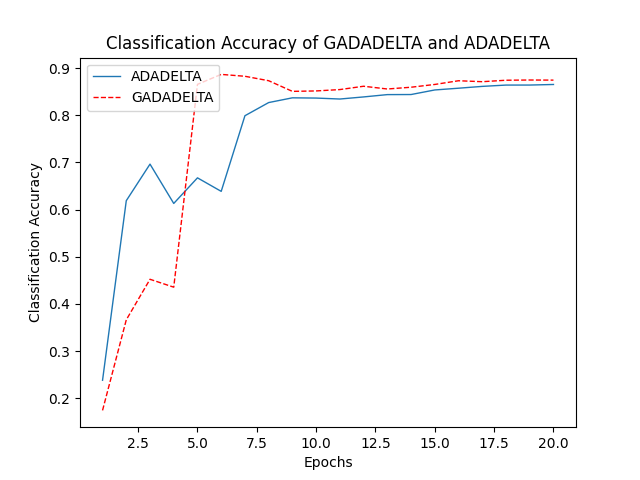 Classification Accuracy of GADADELTA and ADADELTA
ADADELTA
GADADELTA
Classification Accuracy
0.9
0.8
0.7
0.6
0.5
0.4
0.3
0.2
2.5 5.0 7.5 10.0 12.5 15.0 17.5 20.0
Epochs